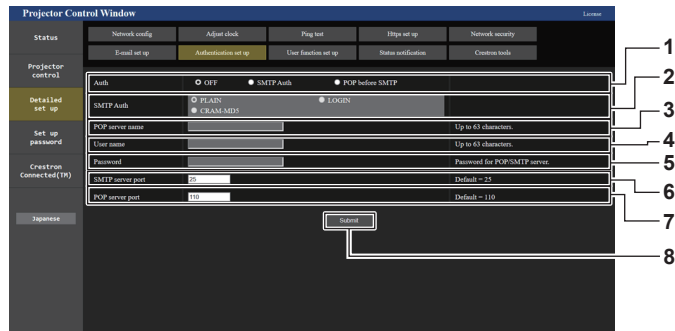 Projector Control Window
License
Status
Network config
Adjust clock
Ping test
Https set up
Network security
E-mail set up
Authentication set up
User function set up
Status notification
Crestron tools
Projector
control
Detailed
set up
Set up
password
Crestron
Connected(TM)
Japanese
Auth
OFF
SMTP Auth
POP before SMTP
1
SMTP Auth
PLAIN
LOGIN
CRAM-MD5
2
POP server name
Up to 63 characters.
3
User name
Up to 63 characters.
4
Password
Password for POP/SMTP server.
5
SMTP server port
25
Default = 25
6
POP server port
110
Default = 110
7
Submit
8